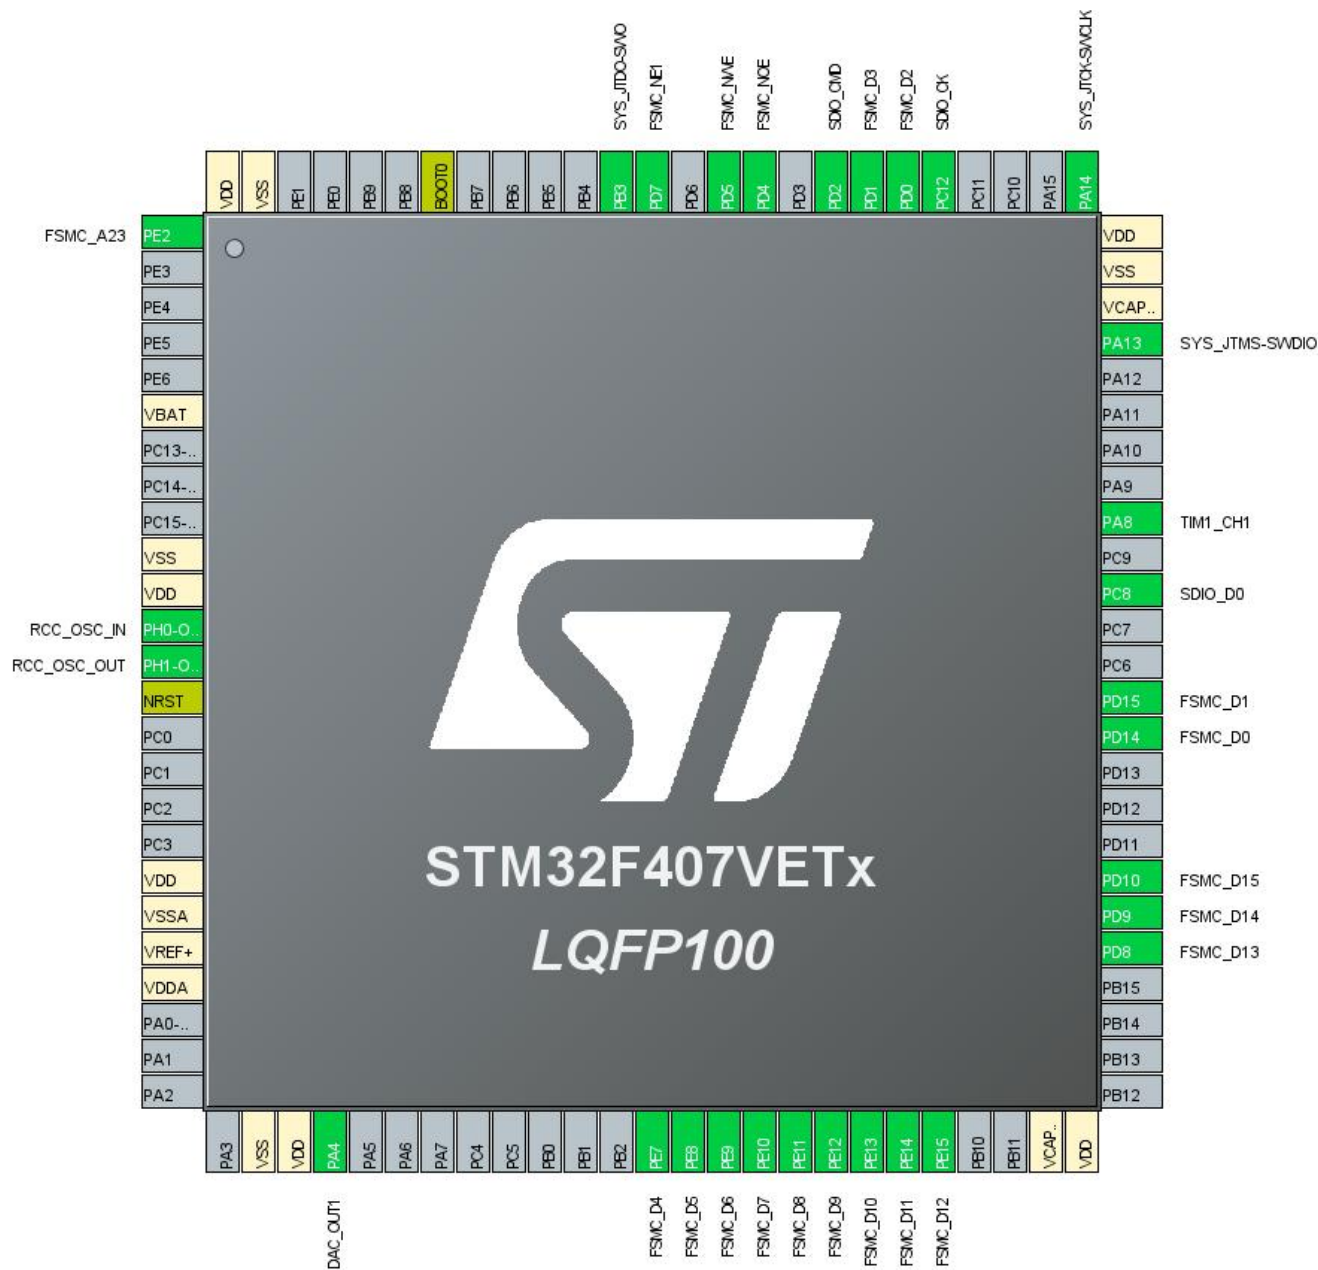 SYS_JTDO-SWO
FSMC_NE1
FSMC_NWE
FSMC_NOE
SDIO_CMD
FSMC_D3
FSMC_D2
SDIO_CK
SYS_JTCK-SWCLK
VDD
VSS
PE1
PE0
PB9
PB8
BOOT0
PB7
PB6
PB5
PB4
PB3
PD7
PD6
PD5
PD4
PD3
PD2
PD1
PD0
PC12
PC11
PC10
PA15
PA14
FSMC_A23 PE2
PE3
PE4
PE5
PE6
VBAT
PC13-..
PC14-..
PC15-..
VSS
VDD
RCC_OSC_IN PH0-O..
RCC_OSC_OUT PH1-O..
NRST
PC0
PC1
PC2
PC3
VDD
VSSA
VREF+
VDDA
PA0-..
PA1
PA2
STM32F407VETx
LQFP100
VDD
VSS
VCAP..
PA13 SYS_JTMS-SWDIO
PA12
PA11
PA10
PA9
PA8 TIM1_CH1
PC9
PC8 SDIO_D0
PC7
PC6
PD15 FSMC_D1
PD14 FSMC_D0
PD13
PD12
PD11
PD10 FSMC_D15
PD9 FSMC_D14
PD8 FSMC_D13
PB15
PB14
PB13
PB12
PA3
VSS
VDD
PA4
PA5
PA6
PA7
PC4
PC5
PB0
PB1
PB2
PE7
PE8
PE9
PE10
PE11
PE12
PE13
PE14
PE15
PB10
PB11
VCAP..
VDD
DAC_OUT1
FSMC_D4
FSMC_D5
FSMC_D6
FSMC_D7
FSMC_D8
FSMC_D9
FSMC_D10
FSMC_D11
FSMC_D12